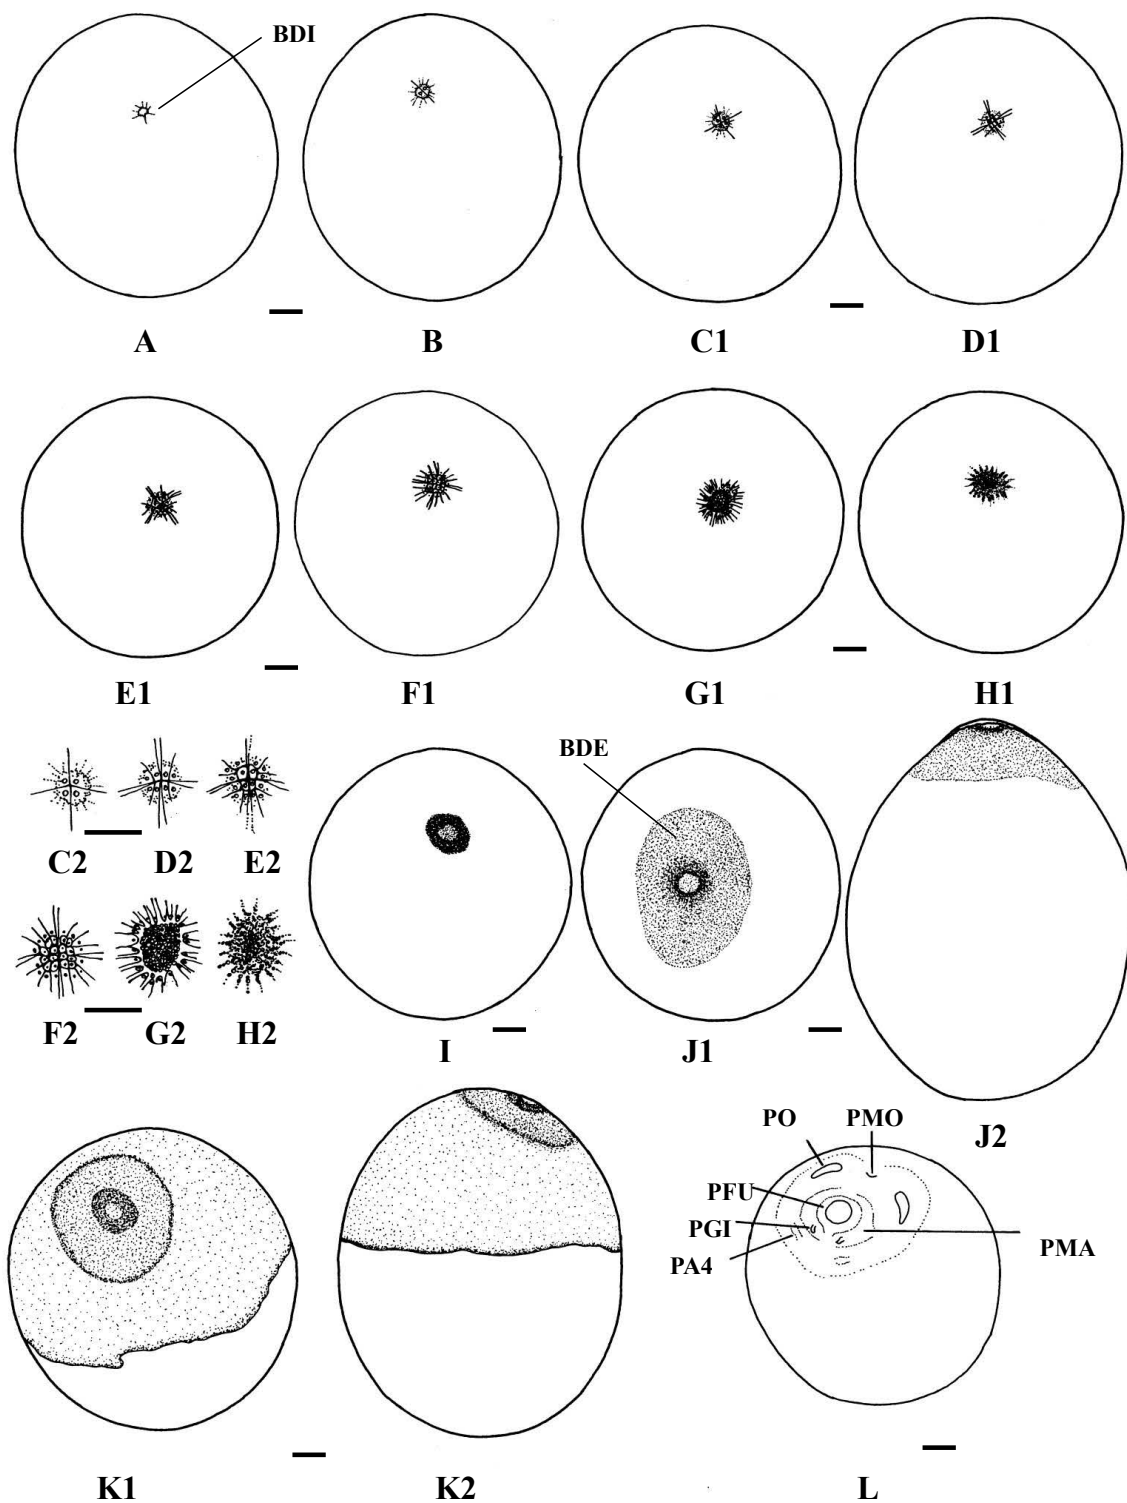 BDI
A B C1 D1
E1 F1 G1 H1
BDE
C2 D2 E2
F2 G2 H2
I J1
J2
PO PMO
PFU
PGI
PA4
PMA
K1 K2 L